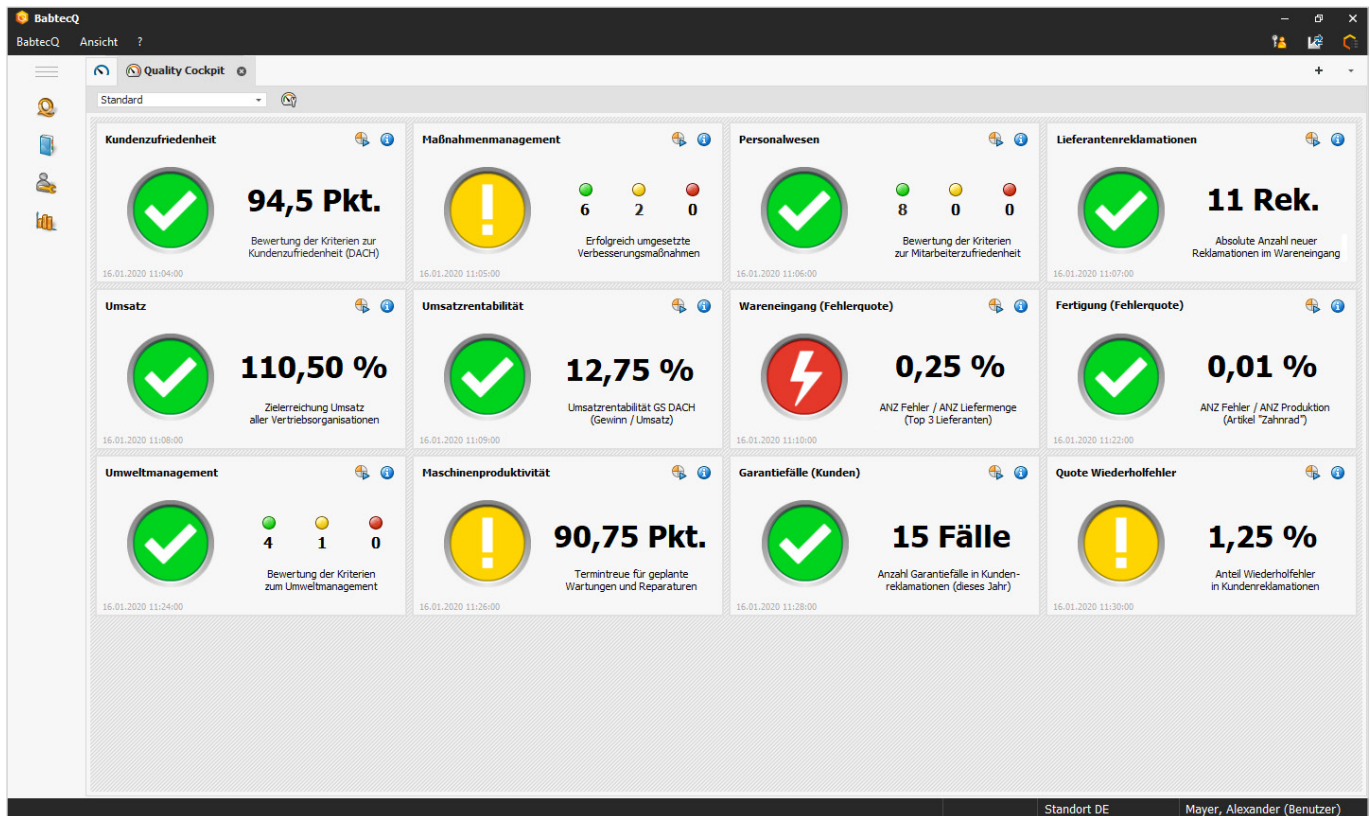 BabtecQ
BabtecQ Ansicht ?
Quality Cockpit
Standard
Kundenzufriedenheit
94,5 Pkt.
Bewertung der Kriterien zur
Kundenzufriedenheit (DACH)
16.01.2020 11:04:00
Maßnahmenmanagement
6 2 0
Erfolgreich umgesetzte
Verbesserungsmaßnahmen
16.01.2020 11:05:00
Personalwesen
8 0 0
Bewertung der Kriterien
zur Mitarbeiterzufriedenheit
16.01.2020 11:06:00
Lieferantenreklamationen
11 Rek.
Absolute Anzahl neuer
Reklamationen im Wareneingang
16.01.2020 11:07:00
Umsatz
110,50 %
Zielerreichung Umsatz
aller Vertriebsorganisationen
16.01.2020 11:08:00
Umsatzrentabilität
12,75 %
Umsatzrentabilität GS DACH
(Gewinn / Umsatz)
16.01.2020 11:09:00
Wareneingang (Fehlerquote)
0,25 %
ANZ Fehler / ANZ Liefermenge
(Top 3 Lieferanten)
16.01.2020 11:10:00
Fertigung (Fehlerquote)
0,01 %
ANZ Fehler / ANZ Produktion
(Artikel "Zahnrad")
16.01.2020 11:22:00
Umweltmanagement
4 1 0
Bewertung der Kriterien
zum Umweltmanagement
16.01.2020 11:24:00
Maschinenproduktivität
90,75 Pkt.
Termintreue für geplante
Wartungen und Reparaturen
16.01.2020 11:26:00
Garantiefälle (Kunden)
15 Fälle
Anzahl Garantiefälle in Kunden-
reklamationen (dieses Jahr)
16.01.2020 11:28:00
Quote Wiederholfehler
1,25 %
Anteil Wiederholfehler
in Kundenreklamationen
16.01.2020 11:30:00
Standort DE
Mayer, Alexander (Benutzer)